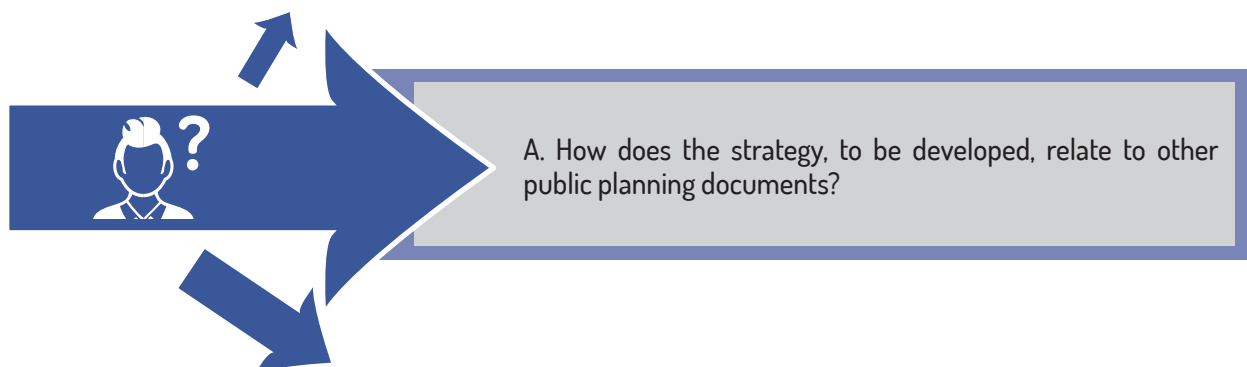 ?
A. How does the strategy, to be developed, relate to other
public planning documents?